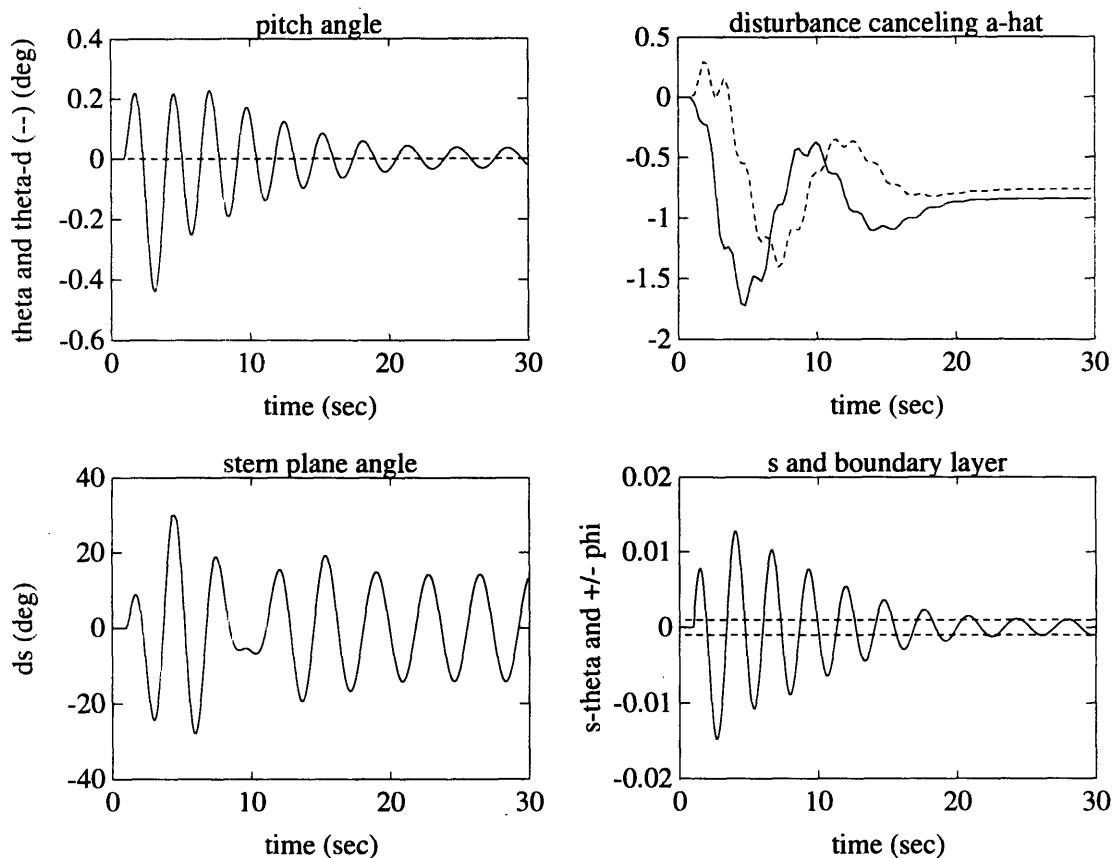 pitch angle
theta and theta-d (--) (deg)
0.4
0.2
0
-0.2
-0.4
-0.6
0 10 20 30
time (sec)
disturbance canceling a-hat
0.5
0
-0.5
-1
-1.5
-2
0 10 20 30
time (sec)
stern plane angle
ds (deg)
40
20
0
-20
-40
0 10 20 30
time (sec)
s and boundary layer
s-theta and +/- phi
0.02
0.01
0
-0.01
-0.02
0 10 20 30
time (sec)